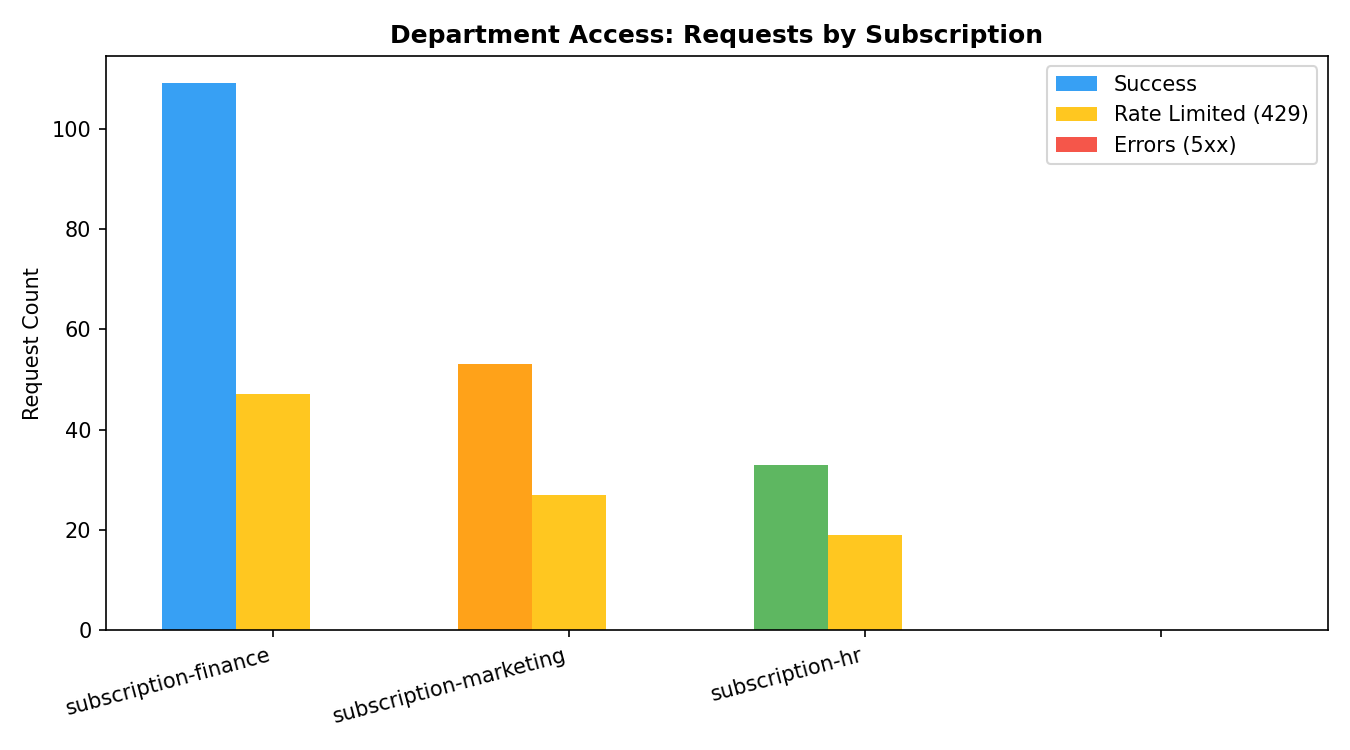 Department Access: Requests by Subscription
Success
Rate Limited (429)
Errors (5xx)
Request Count
100
80
60
40
20
0
subscription-finance
subscription-marketing
subscription-hr